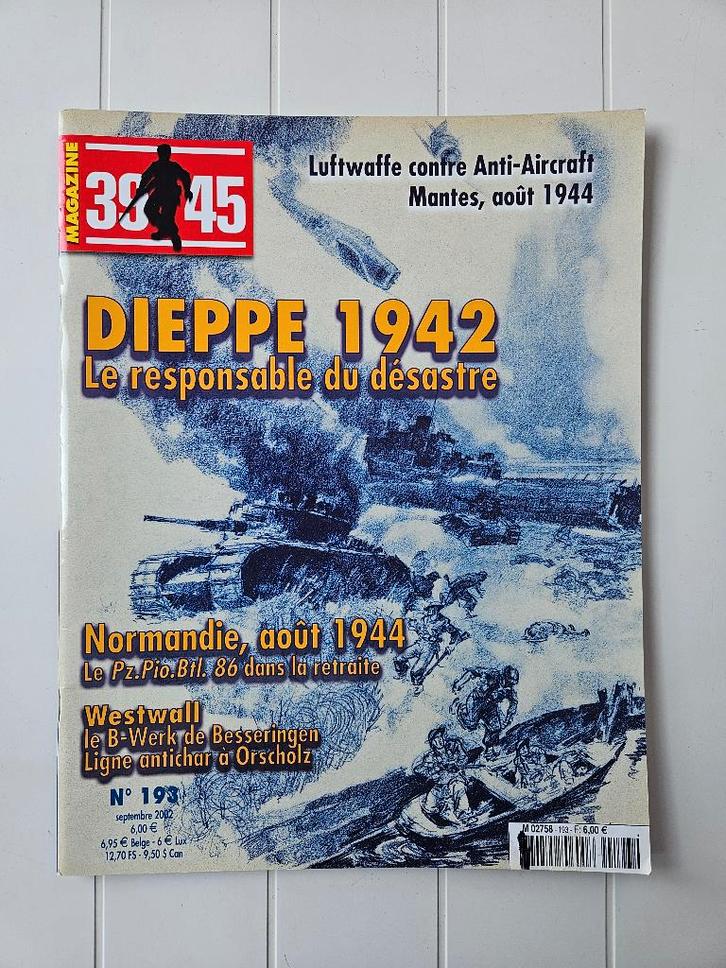 MAGAZINE
39 45
Luftwaffe contre Anti-Aircraft
Mantes, août 1944
DIEPPE 1942
Le responsable du désastre
Normandie, août 1944
Le Pz.Pio.Btl. 86 dans la retraite
Westwall
le B-Werk de Besseringen
Ligne antichar à Orscholz
N° 193
septembre 2002
6,00 €
6,95 € Belge - 6 € Lux
12,70 FS - 9,50 $ Can
M 02758 - 193 - F: 6,00 €